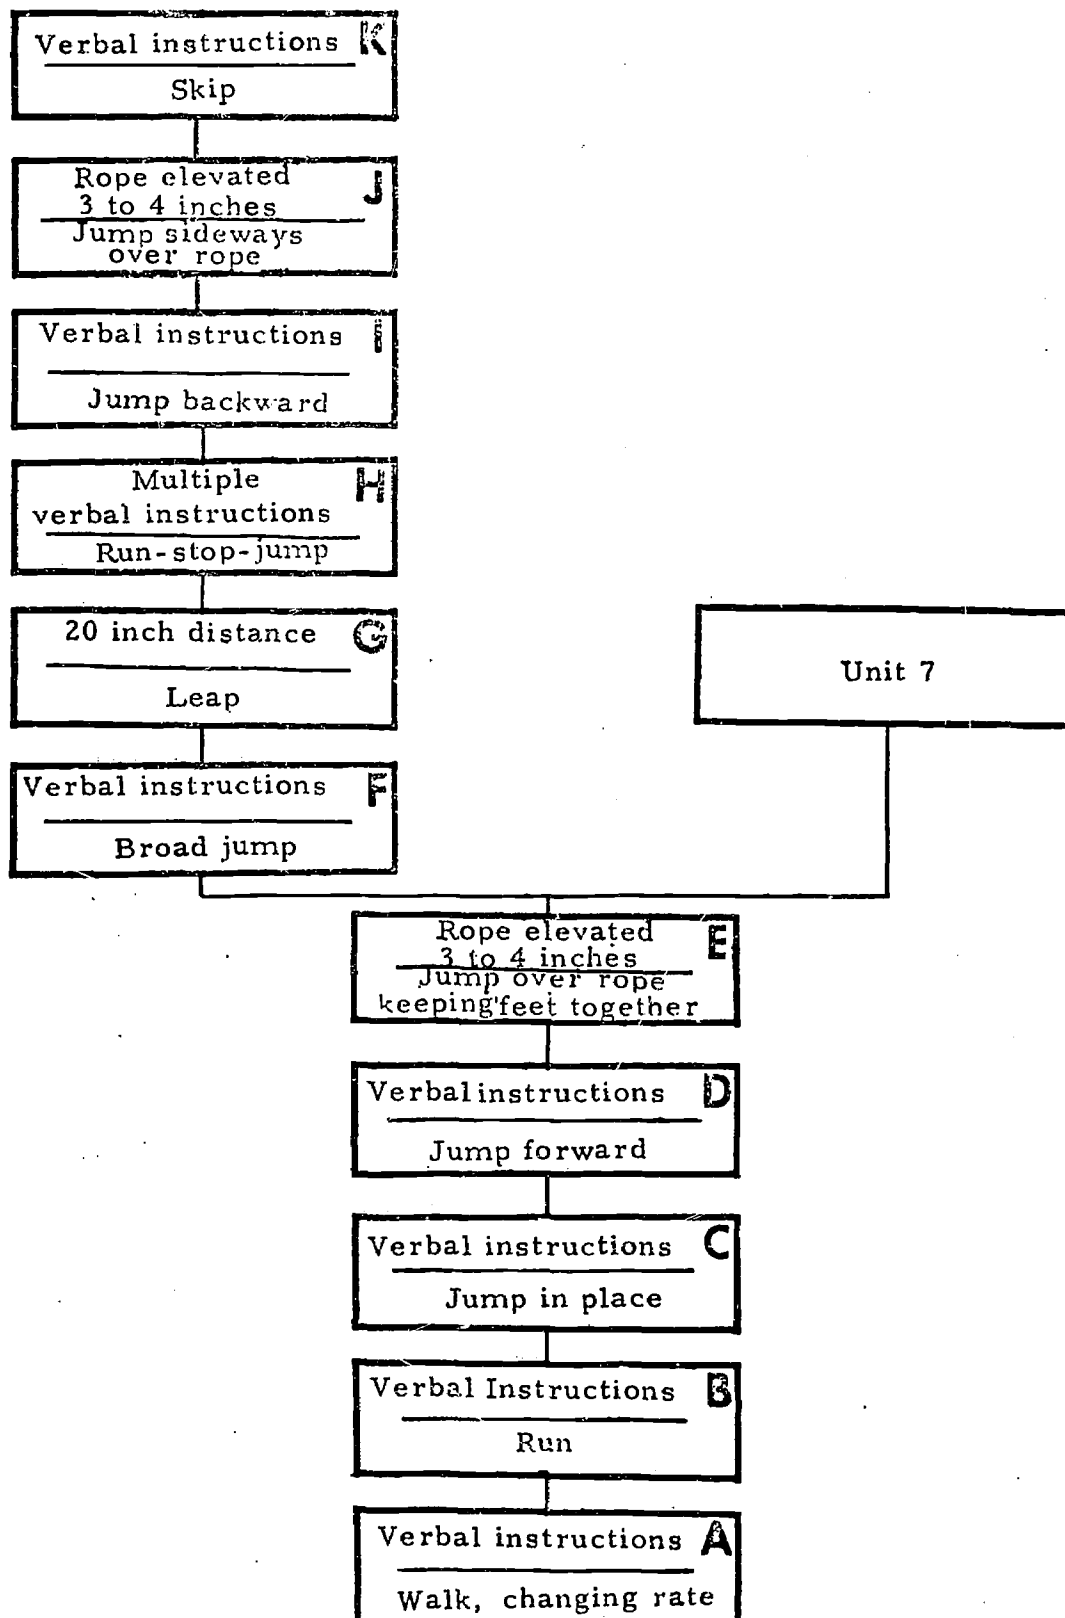 Verbal instructions K
Skip
Rope elevated J
3 to 4 inches
Jump sideways
over rope
Verbal instructions I
Jump backward
Multiple H
verbal instructions
Run-stop-jump
20 inch distance G
Leap
Unit 7
Verbal instructions F
Broad jump
Rope elevated E
3 to 4 inches
Jump over rope
keeping feet together
Verbal instructions D
Jump forward
Verbal instructions C
Jump in place
Verbal Instructions B
Run
Verbal instructions A
Walk, changing rate